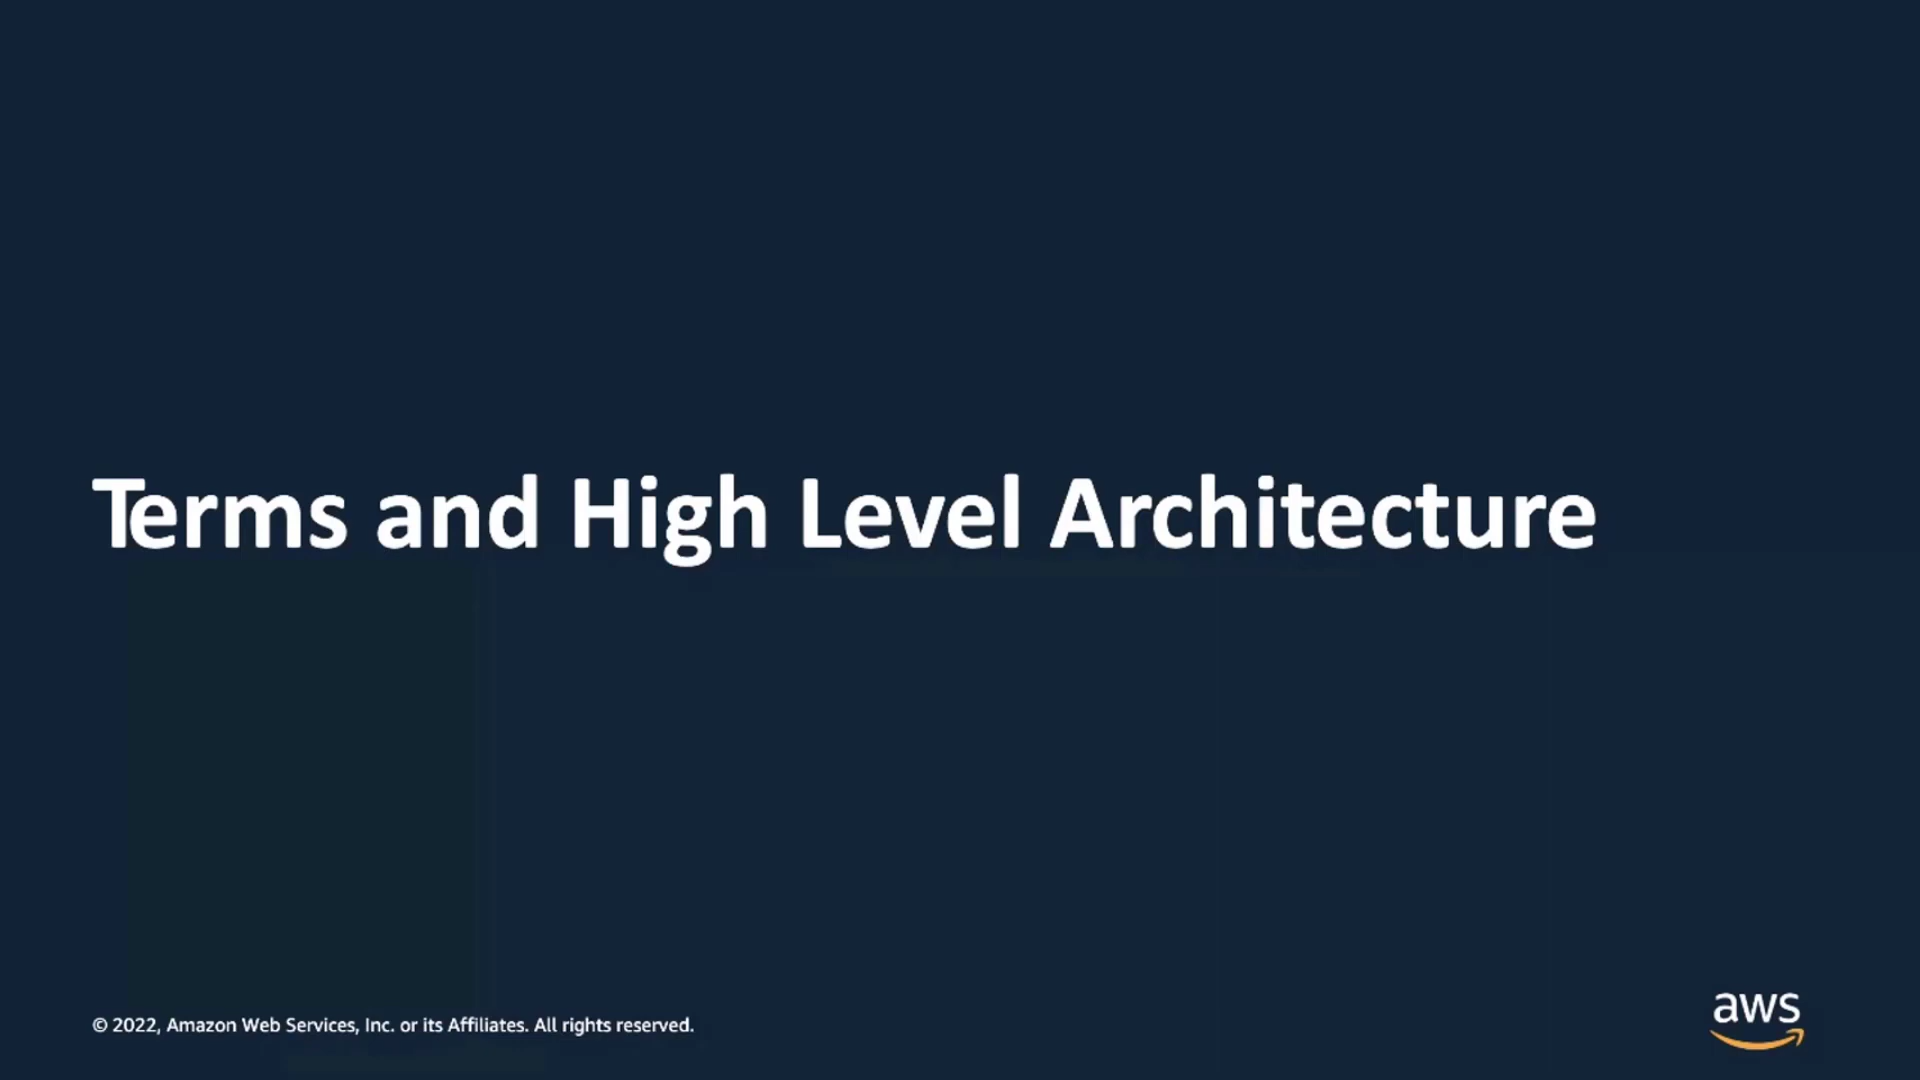 Terms and High Level Architecture
© 2022, Amazon Web Services, Inc. or its Affiliates. All rights reserved.
aws